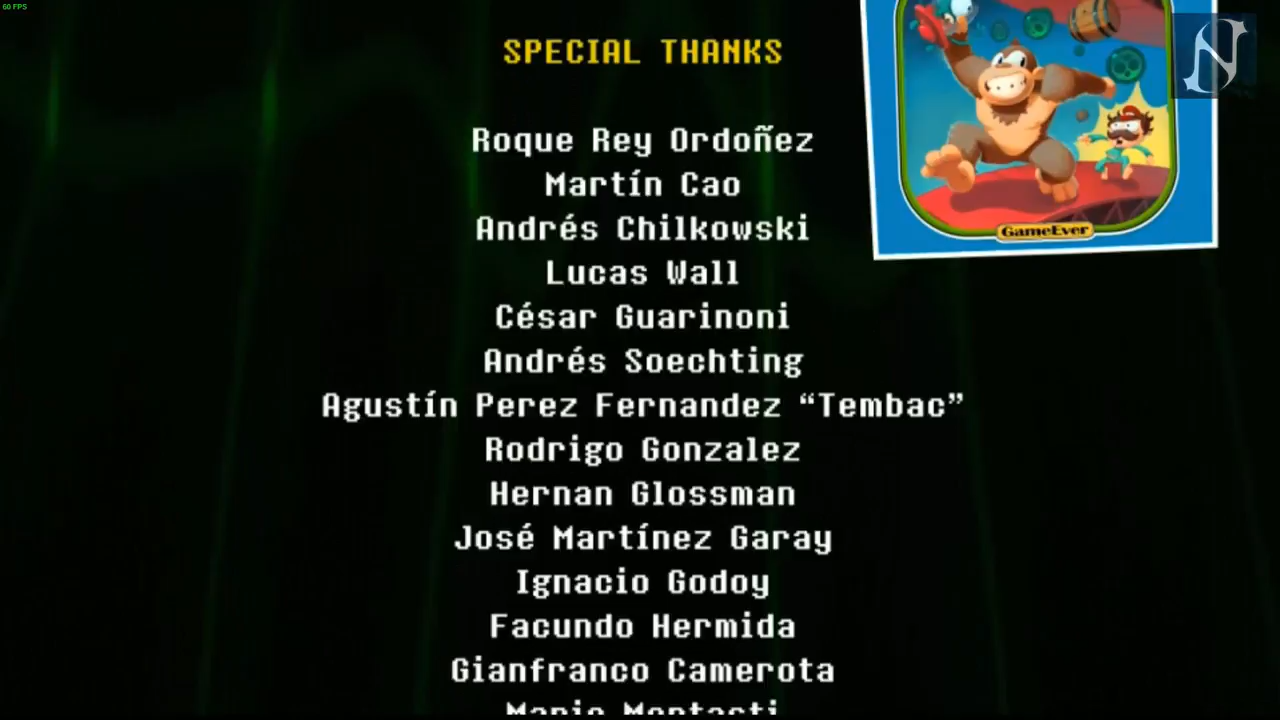 60 FPS
SPECIAL THANKS
Roque Rey Ordoñez
Martín Cao
Andrés Chilkowski
Lucas Wall
César Guarinoni
Andrés Soechting
Agustín Perez Fernandez “Tembac”
Rodrigo Gonzalez
Hernan Glossman
José Martínez Garay
Ignacio Godoy
Facundo Hermida
Gianfranco Camerota
GameEver
N